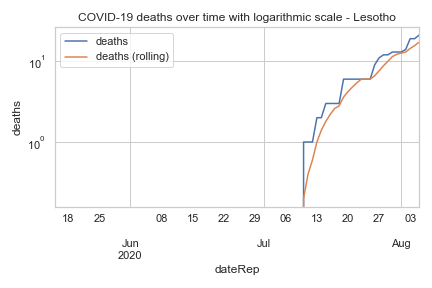 COVID-19 deaths over time with logarithmic scale - Lesotho
deaths
deaths (rolling)
deaths
10¹
10⁰
18 25 08 15 22 29 06 13 20 27 03
Jun Jul Aug
2020
dateRep